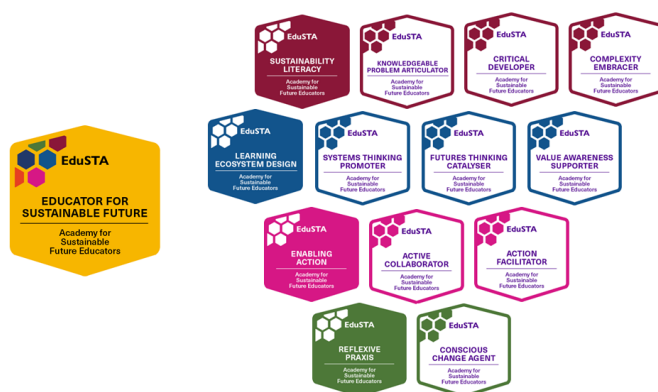 EduSTA
EDUCATOR FOR
SUSTAINABLE FUTURE
Academy for
Sustainable
Future Educators
EduSTA
SUSTAINABILITY
LITERACY
Academy for
Sustainable
Future Educators
EduSTA
KNOWLEDGEABLE
PROBLEM ARTICULATOR
Academy for
Sustainable
Future Educators
EduSTA
CRITICAL
DEVELOPER
Academy for
Sustainable
Future Educators
EduSTA
COMPLEXITY
EMBRACER
Academy for
Sustainable
Future Educators
EduSTA
LEARNING
ECOSYSTEM DESIGN
Academy for
Sustainable
Future Educators
EduSTA
SYSTEMS THINKING
PROMOTER
Academy for
Sustainable
Future Educators
EduSTA
FUTURES THINKING
CATALYSER
Academy for
Sustainable
Future Educators
EduSTA
VALUE AWARENESS
SUPPORTER
Academy for
Sustainable
Future Educators
EduSTA
ENABLING
ACTION
Academy for
Sustainable
Future Educators
EduSTA
ACTIVE
COLLABORATOR
Academy for
Sustainable
Future Educators
EduSTA
ACTION
FACILITATOR
Academy for
Sustainable
Future Educators
EduSTA
REFLEXIVE
PRAXIS
Academy for
Sustainable
Future Educators
EduSTA
CONSCIOUS
CHANGE AGENT
Academy for
Sustainable
Future Educators